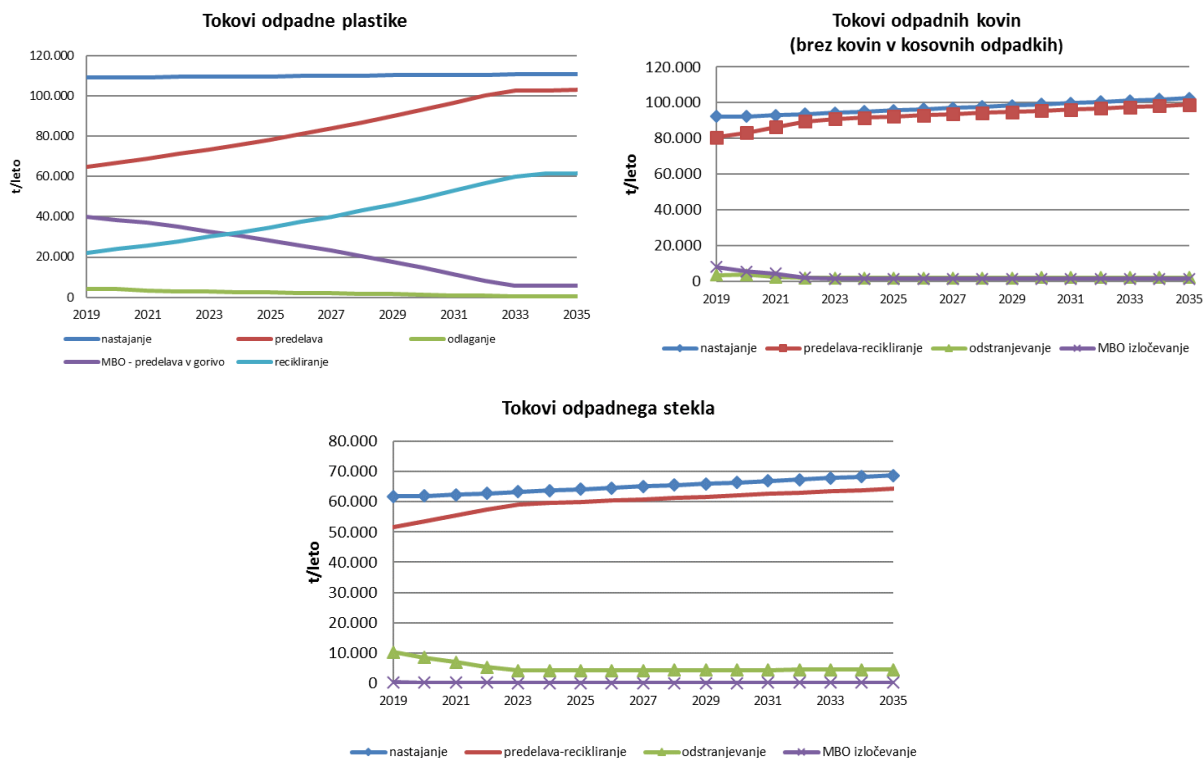 Tokovi odpadne plastike
120.000
100.000
80.000
60.000
40.000
20.000
0
t/leto
2019 2021 2023 2025 2027 2029 2031 2033 2035
nastajanje predelava odlaganje
MBO - predelava v gorivo recikliranje
Tokovi odpadnih kovin
(brez kovin v kosovnih odpadkih)
120.000
100.000
80.000
60.000
40.000
20.000
0
t/leto
2019 2021 2023 2025 2027 2029 2031 2033 2035
nastajanje predelava-recikliranje odstranjevanje MBO izločevanje
Tokovi odpadnega stekla
80.000
70.000
60.000
50.000
40.000
30.000
20.000
10.000
0
t/leto
2019 2021 2023 2025 2027 2029 2031 2033 2035
nastajanje predelava-recikliranje odstranjevanje MBO izločevanje